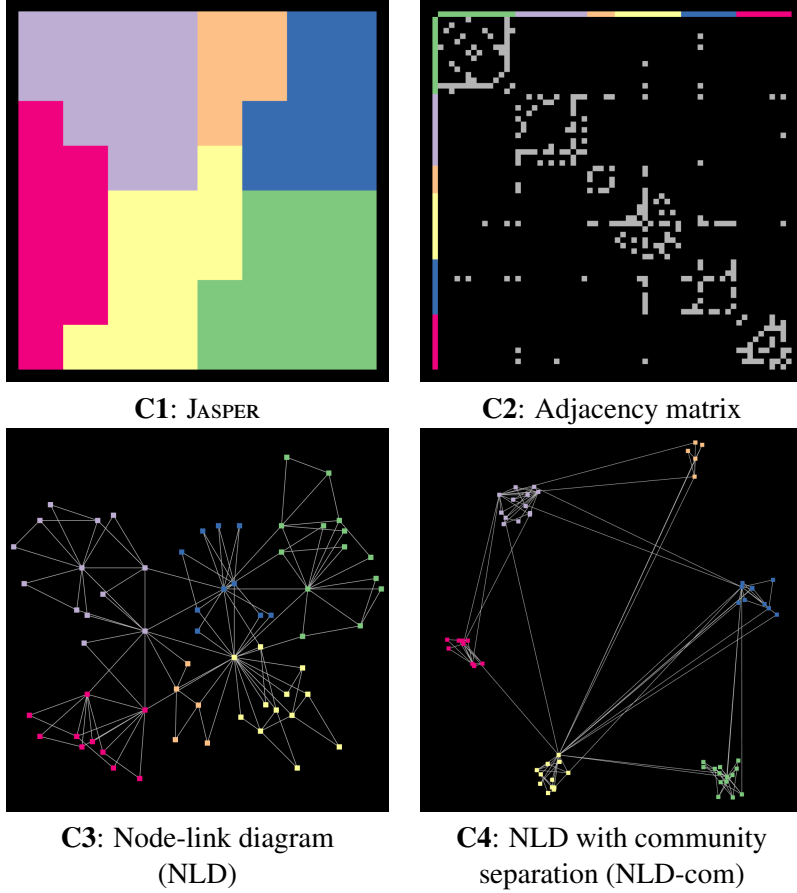 C1: JASPER
C2: Adjacency matrix
C3: Node-link diagram
(NLD)
C4: NLD with community
separation (NLD-com)